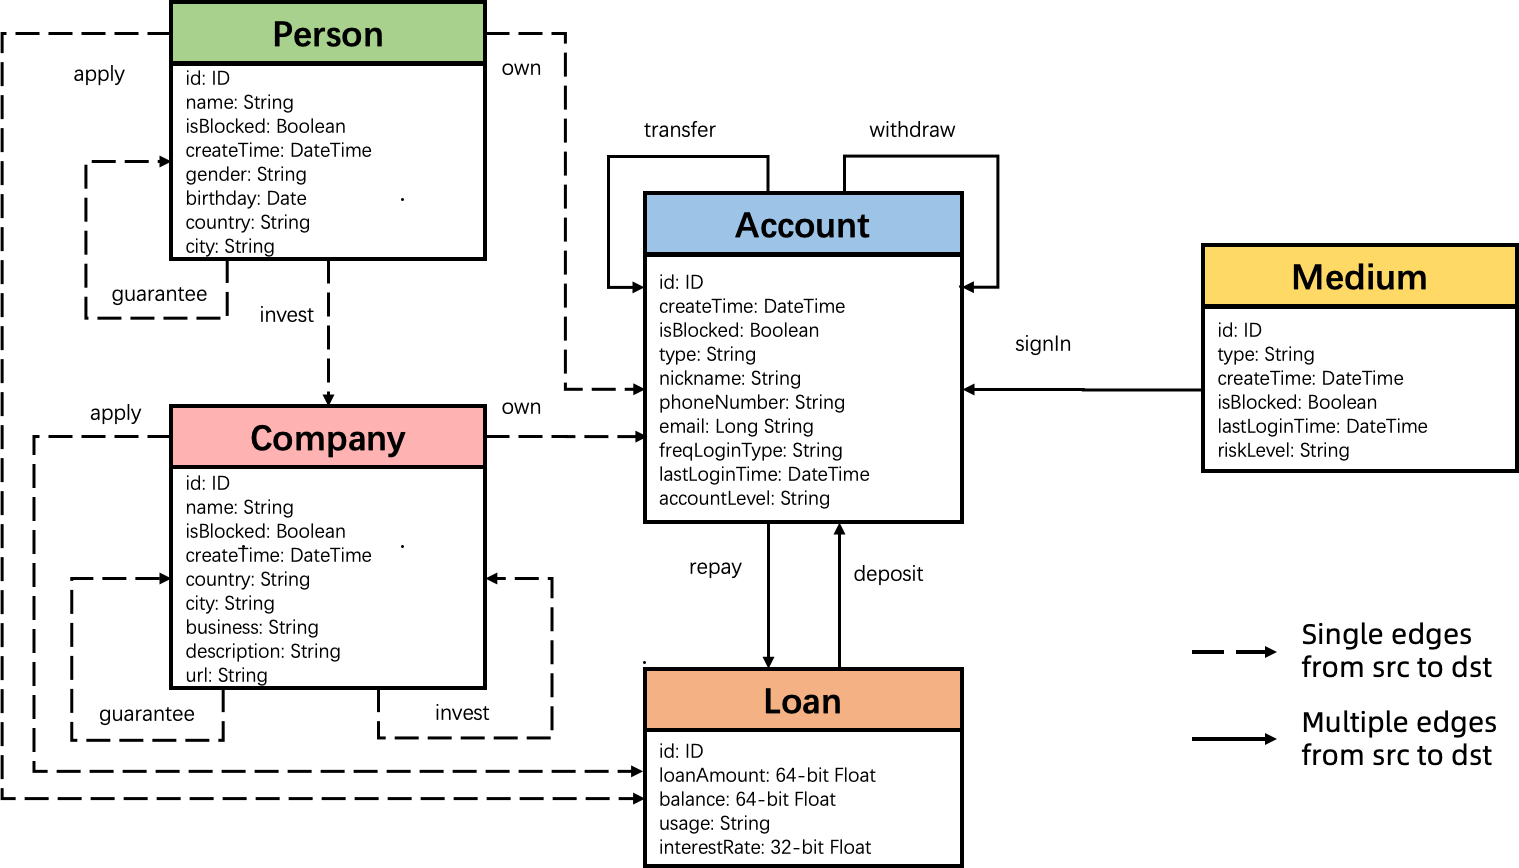 Person
id: ID
name: String
isBlocked: Boolean
createTime: DateTime
gender: String
birthday: Date
country: String
city: String
apply
own
guarantee
invest
transfer
withdraw
Account
id: ID
createTime: DateTime
isBlocked: Boolean
type: String
nickname: String
phoneNumber: String
email: Long String
freqLoginType: String
lastLoginTime: DateTime
accountLevel: String
signIn
Medium
id: ID
type: String
createTime: DateTime
isBlocked: Boolean
lastLoginTime: DateTime
riskLevel: String
apply
own
Company
id: ID
name: String
isBlocked: Boolean
createTime: DateTime
country: String
city: String
business: String
description: String
url: String
guarantee
invest
repay
deposit
Loan
id: ID
loanAmount: 64-bit Float
balance: 64-bit Float
usage: String
interestRate: 32-bit Float
Single edges
from src to dst
Multiple edges
from src to dst